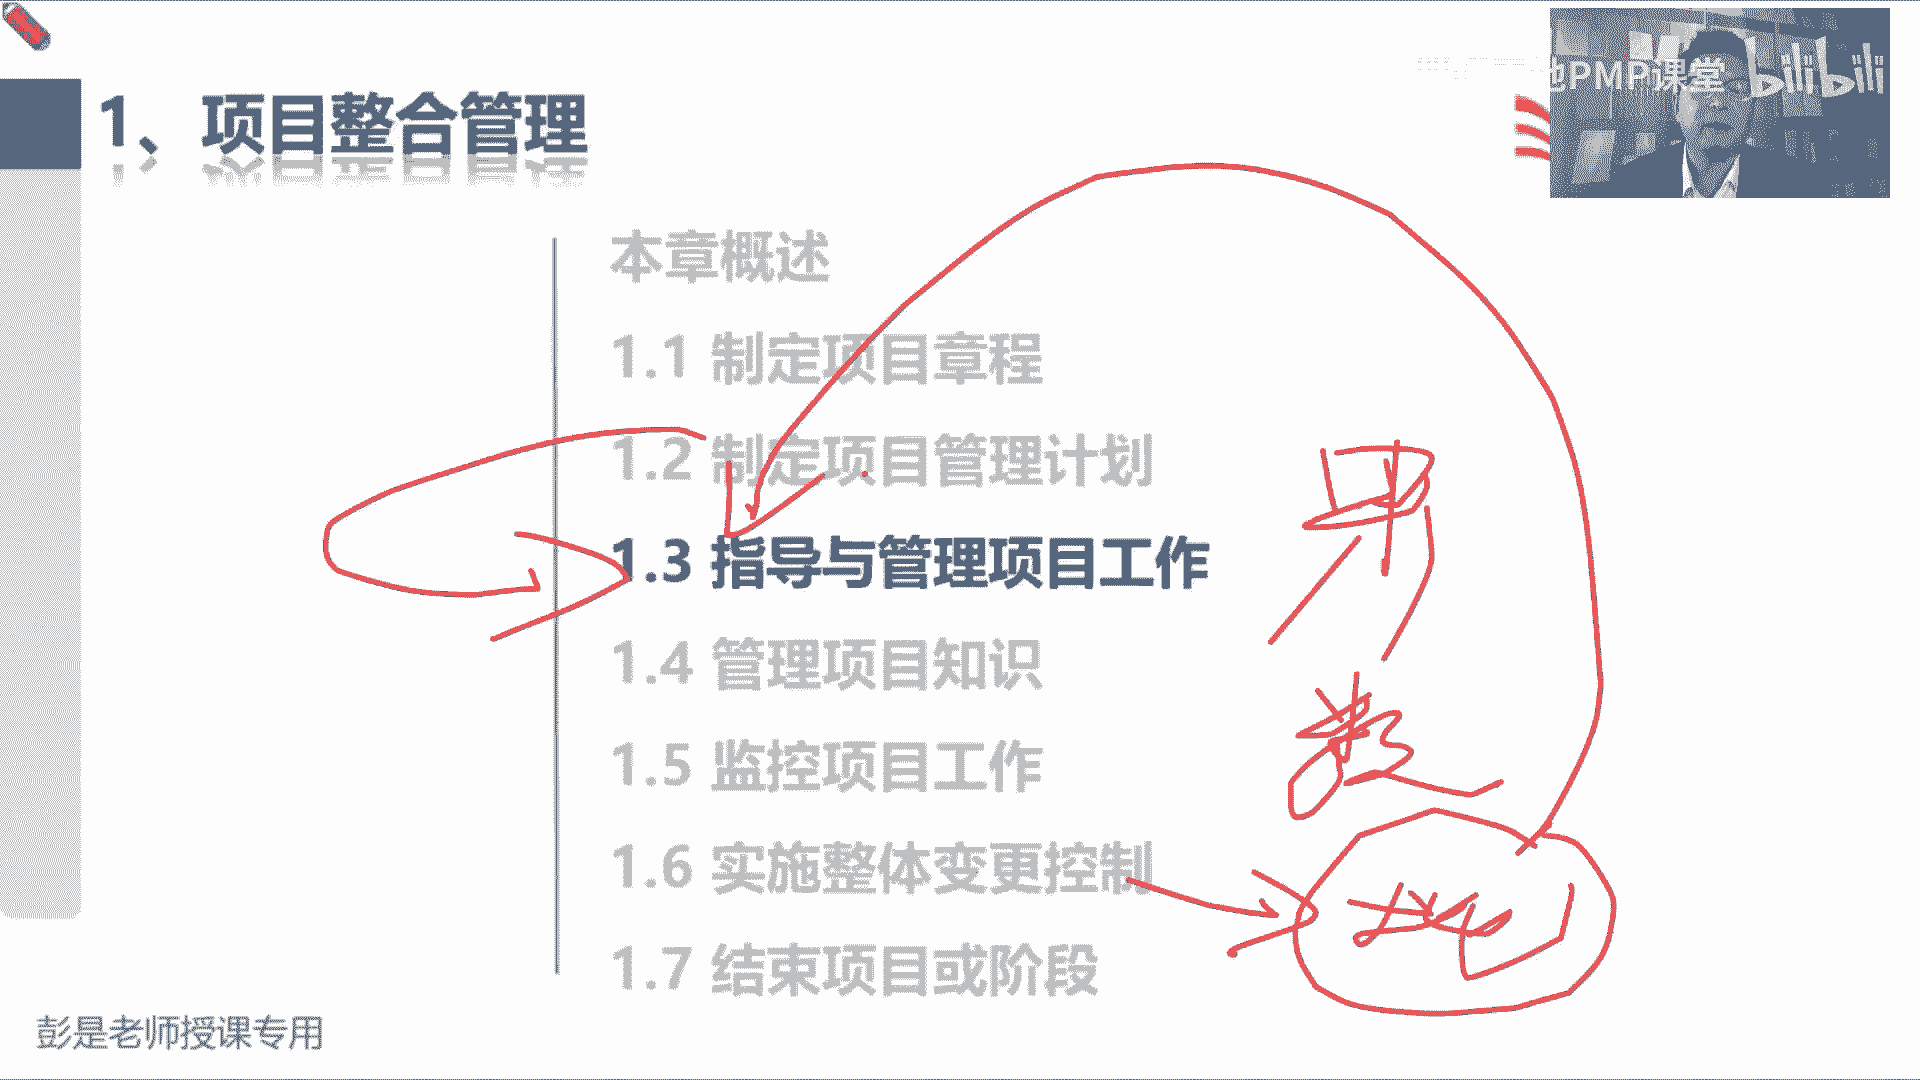 地PMP课堂 bilibili
1、项目整合管理
本章概述
1.1 制定项目章程
1.2 制定项目管理计划
1.3 指导与管理项目工作
1.4 管理项目知识
1.5 监控项目工作
1.6 实施整体变更控制
1.7 结束项目或阶段
彭是老师授课专用